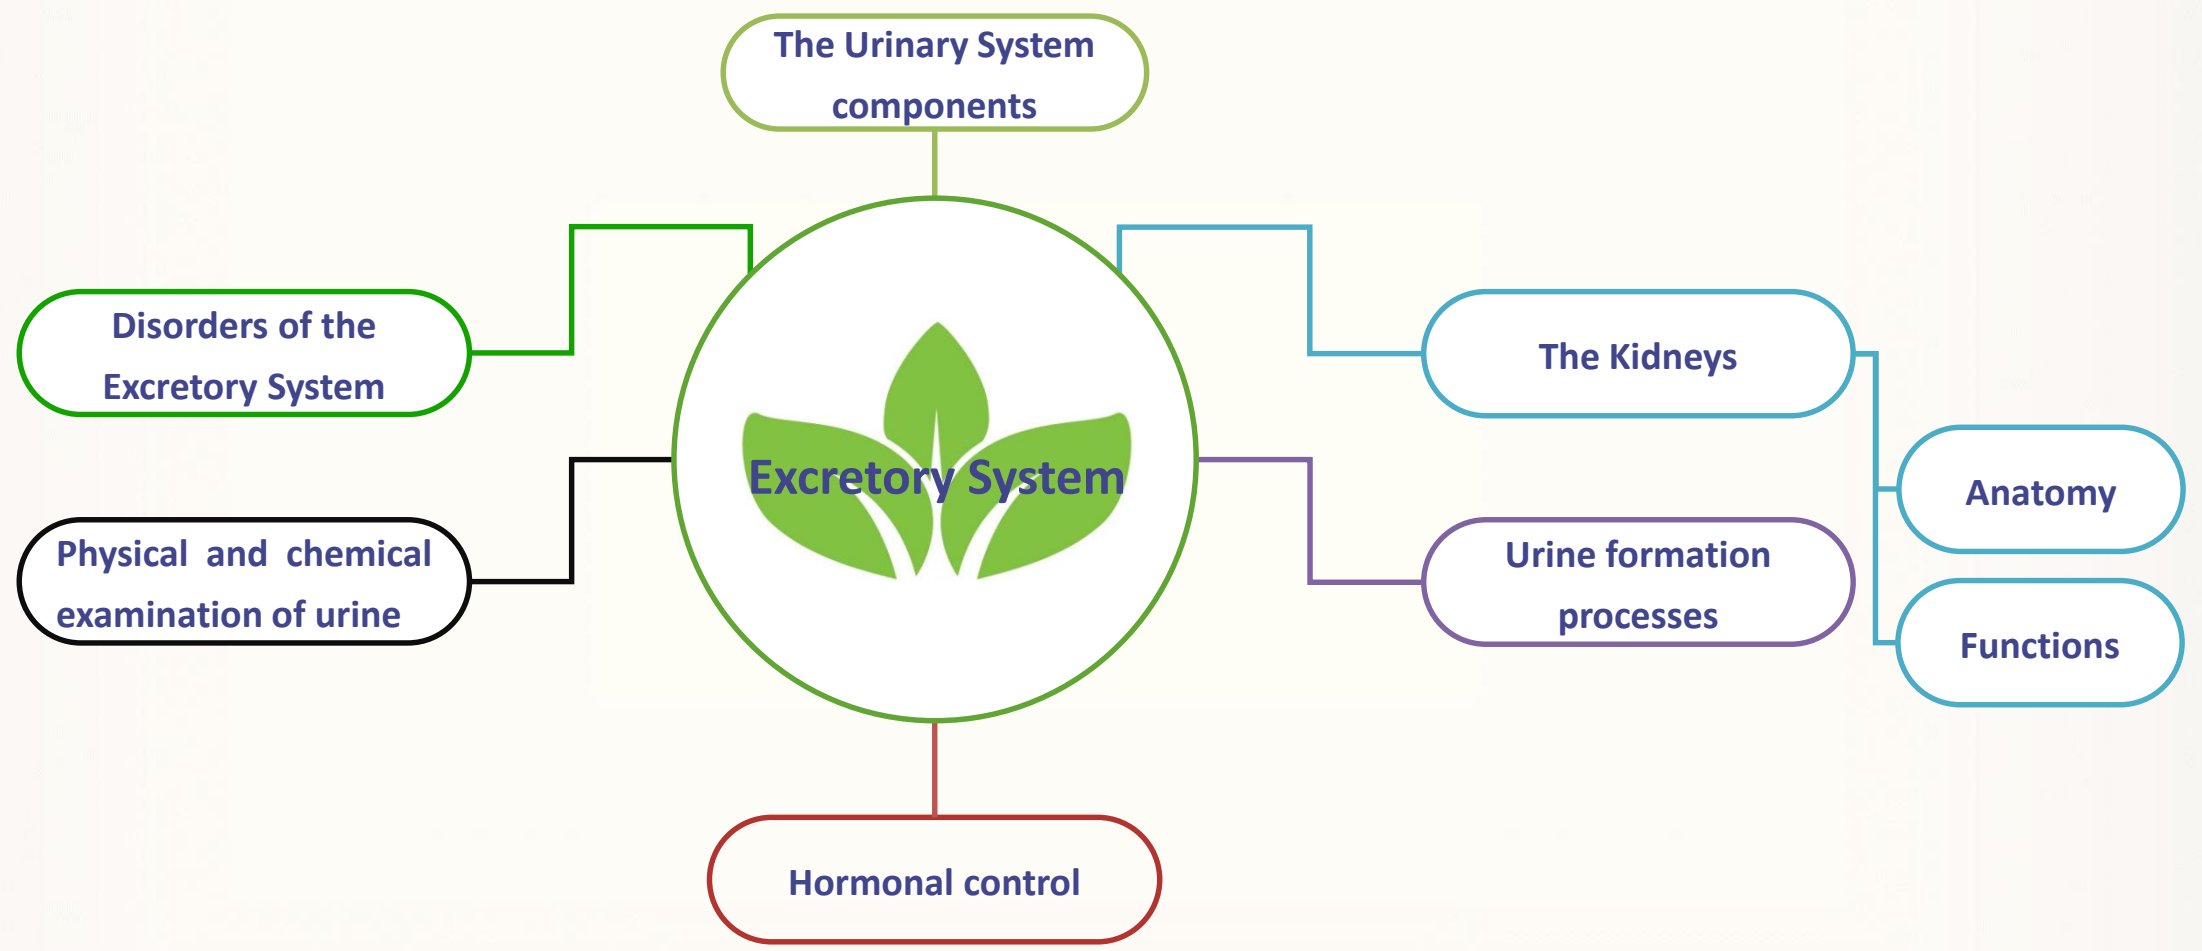 The Urinary System
components
Disorders of the
Excretory System
The Kidneys
Excretory System
Anatomy
Physical and chemical
examination of urine
Urine formation
processes
Functions
Hormonal control